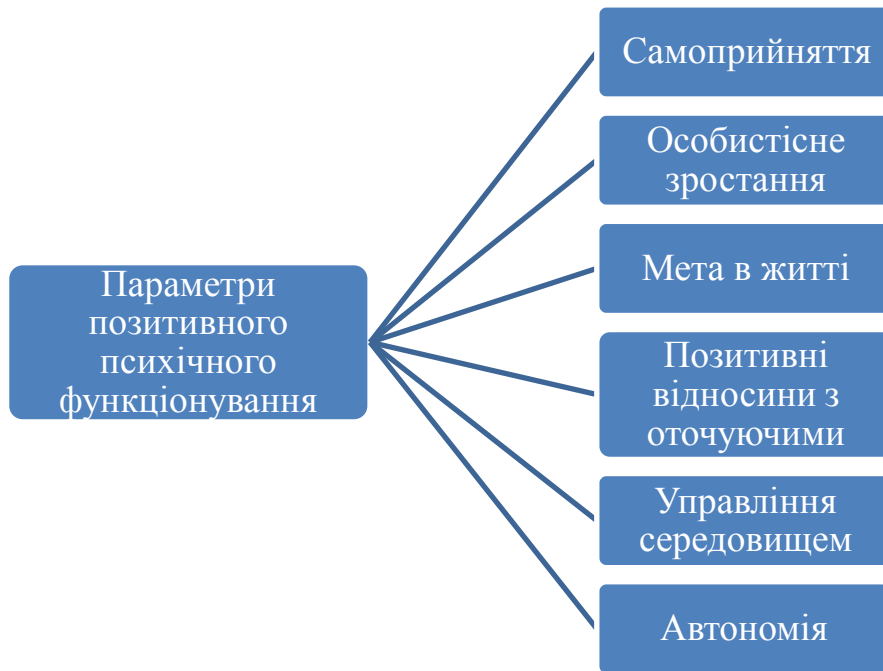 Параметри
позитивного
психічного
функціонування
Самоприйняття
Особистісне
зростання
Мета в житті
Позитивні
відносини з
оточуючими
Управління
середовищем
Автономія